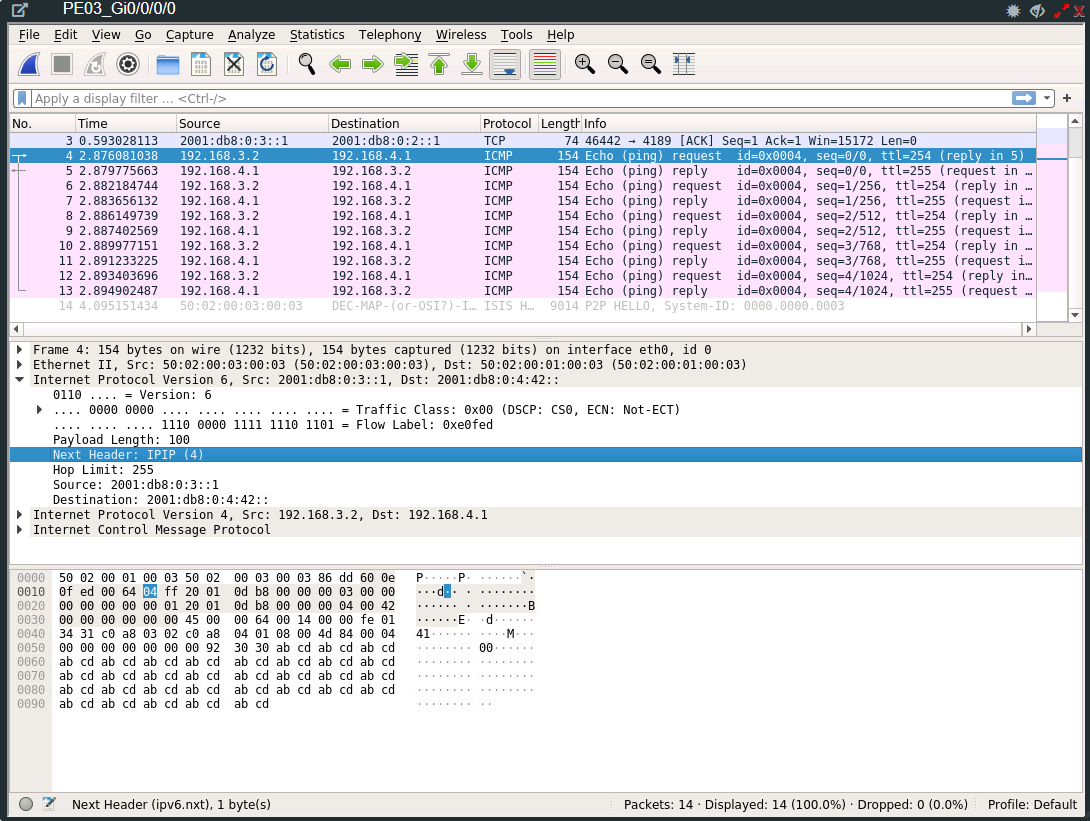 PE03_Gi0/0/0/0
File Edit View Go Capture Analyze Statistics Telephony Wireless Tools Help
Apply a display filter … <Ctrl-/>
No. Time Source Destination Protocol Length Info
3 0.593028113 2001:db8:0:3::1 2001:db8:0:2::1 TCP 74 46442 → 4189 [ACK] Seq=1 Ack=1 Win=15172 Len=0
4 2.876081038 192.168.3.2 192.168.4.1 ICMP 154 Echo (ping) request id=0x0004, seq=0/0, ttl=254 (reply in 5)
5 2.879775663 192.168.4.1 192.168.3.2 ICMP 154 Echo (ping) reply id=0x0004, seq=0/0, ttl=255 (request in …
6 2.882184744 192.168.3.2 192.168.4.1 ICMP 154 Echo (ping) request id=0x0004, seq=1/256, ttl=254 (reply in …
7 2.883656132 192.168.4.1 192.168.3.2 ICMP 154 Echo (ping) reply id=0x0004, seq=1/256, ttl=255 (request i…
8 2.886149739 192.168.3.2 192.168.4.1 ICMP 154 Echo (ping) request id=0x0004, seq=2/512, ttl=254 (reply in …
9 2.887402569 192.168.4.1 192.168.3.2 ICMP 154 Echo (ping) reply id=0x0004, seq=2/512, ttl=255 (request i…
10 2.889977151 192.168.3.2 192.168.4.1 ICMP 154 Echo (ping) request id=0x0004, seq=3/768, ttl=254 (reply in …
11 2.891233225 192.168.4.1 192.168.3.2 ICMP 154 Echo (ping) reply id=0x0004, seq=3/768, ttl=255 (request i…
12 2.893403696 192.168.3.2 192.168.4.1 ICMP 154 Echo (ping) request id=0x0004, seq=4/1024, ttl=254 (reply in…
13 2.894902487 192.168.4.1 192.168.3.2 ICMP 154 Echo (ping) reply id=0x0004, seq=4/1024, ttl=255 (request …
14 4.095151434 50:02:00:03:00:03 DEC-MAP-(or-OSI?)-I… ISIS H… 9014 P2P HELLO, System-ID: 0000.0000.0003
Frame 4: 154 bytes on wire (1232 bits), 154 bytes captured (1232 bits) on interface eth0, id 0
Ethernet II, Src: 50:02:00:03:00:03 (50:02:00:03:00:03), Dst: 50:02:00:01:00:03 (50:02:00:01:00:03)
Internet Protocol Version 6, Src: 2001:db8:0:3::1, Dst: 2001:db8:0:4:42::
0110 .... = Version: 6
.... 0000 0000 .... .... .... .... .... = Traffic Class: 0x00 (DSCP: CS0, ECN: Not-ECT)
.... .... .... 1110 0000 1111 1110 1101 = Flow Label: 0xe0fed
Payload Length: 100
Next Header: IPIP (4)
Hop Limit: 255
Source: 2001:db8:0:3::1
Destination: 2001:db8:0:4:42::
Internet Protocol Version 4, Src: 192.168.3.2, Dst: 192.168.4.1
Internet Control Message Protocol
0000 50 02 00 01 00 03 50 02 00 03 00 03 86 dd 60 0e P·····P· ······`·
0010 0f ed 00 64 04 ff 20 01 0d b8 00 00 00 03 00 00 ···d·· · ········
0020 00 00 00 00 00 01 20 01 0d b8 00 00 00 04 00 42 ······ · ·······B
0030 00 00 00 00 00 00 45 00 00 64 00 14 00 00 fe 01 ······E· ·d······
0040 34 31 c0 a8 03 02 c0 a8 04 01 08 00 4d 84 00 04 41······ ····M···
0050 00 00 00 00 00 00 00 92 30 30 ab cd ab cd ab cd ········ 00······
0060 ab cd ab cd ab cd ab cd ab cd ab cd ab cd ab cd ········ ········
0070 ab cd ab cd ab cd ab cd ab cd ab cd ab cd ab cd ········ ········
0080 ab cd ab cd ab cd ab cd ab cd ab cd ab cd ab cd ········ ········
0090 ab cd ab cd ab cd ab cd ab cd ········ ··
Next Header (ipv6.nxt), 1 byte(s) Packets: 14 · Displayed: 14 (100.0%) · Dropped: 0 (0.0%) Profile: Default